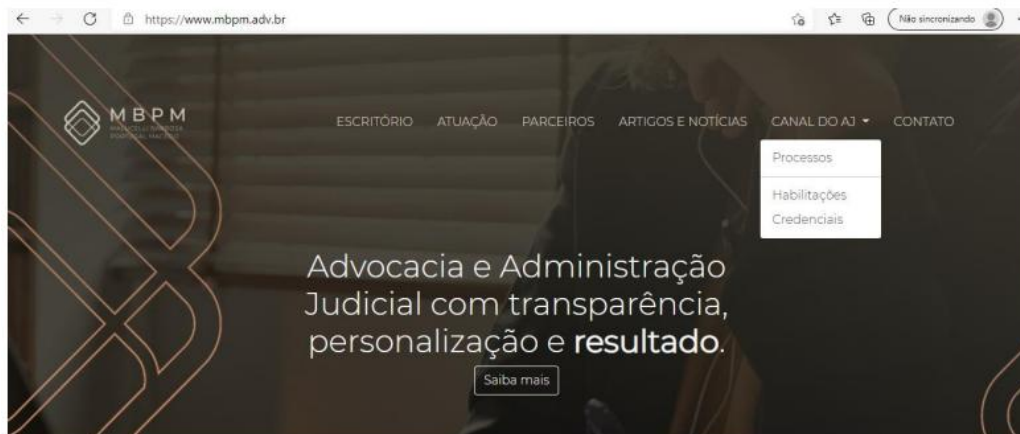 https://www.mbpm.adv.br
Não sincronizando
MBPM
ESCRITÓRIO ATUAÇÃO PARCEIROS ARTIGOS E NOTÍCIAS CANAL DO AJ CONTATO
Processos
Habilitações
Credenciais
Advocacia e Administração
Judicial com transparência,
personalização e resultado.
Saiba mais